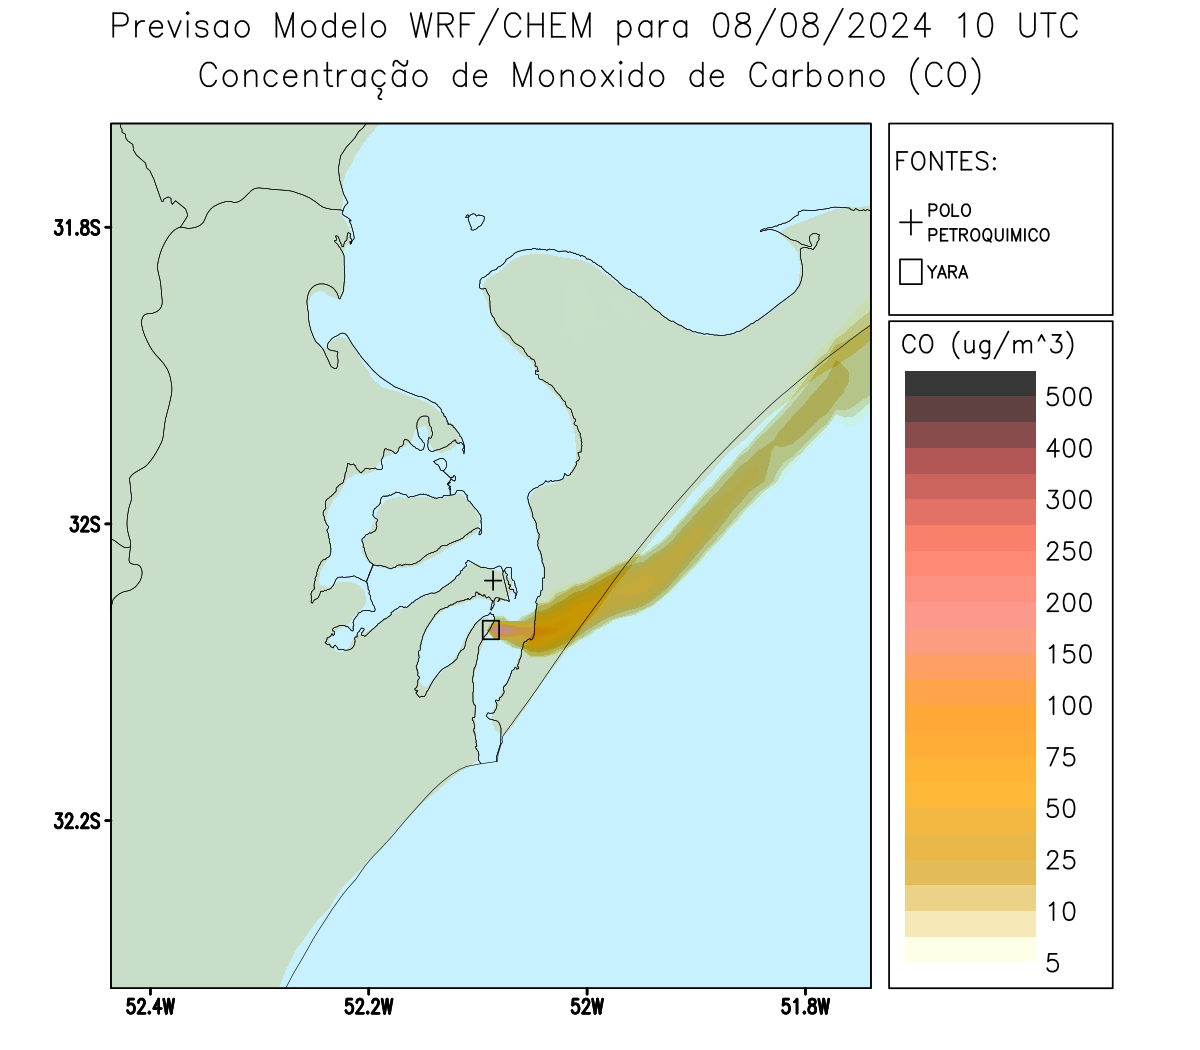 Previsao Modelo WRF/CHEM para 08/08/2024 10 UTC
Concentração de Monoxido de Carbono (CO)
FONTES:
POLO
PETROQUIMICO
YARA
CO (ug/m^3)
500
400
300
250
200
150
100
75
50
25
10
5
31.8S
32S
32.2S
52.4W
52.2W
52W
51.8W